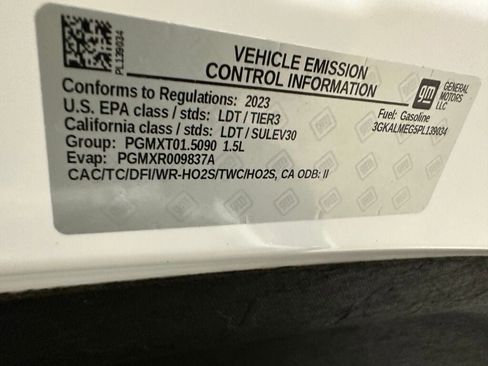 PL139034
VEHICLE EMISSION
CONTROL INFORMATION
gm
GENERAL
MOTORS
LLC
Conforms to Regulations: 2023
U.S. EPA class / stds: LDT / TIER3
California class / stds: LDT / SULEV30
Group: PGMXT01.5090 1.5L
Evap: PGMXR009837A
CAC/TC/DFI/WR-HO2S/TWC/HO2S, CA ODB: II
Fuel: Gasoline
3GKALMEG5PL139034